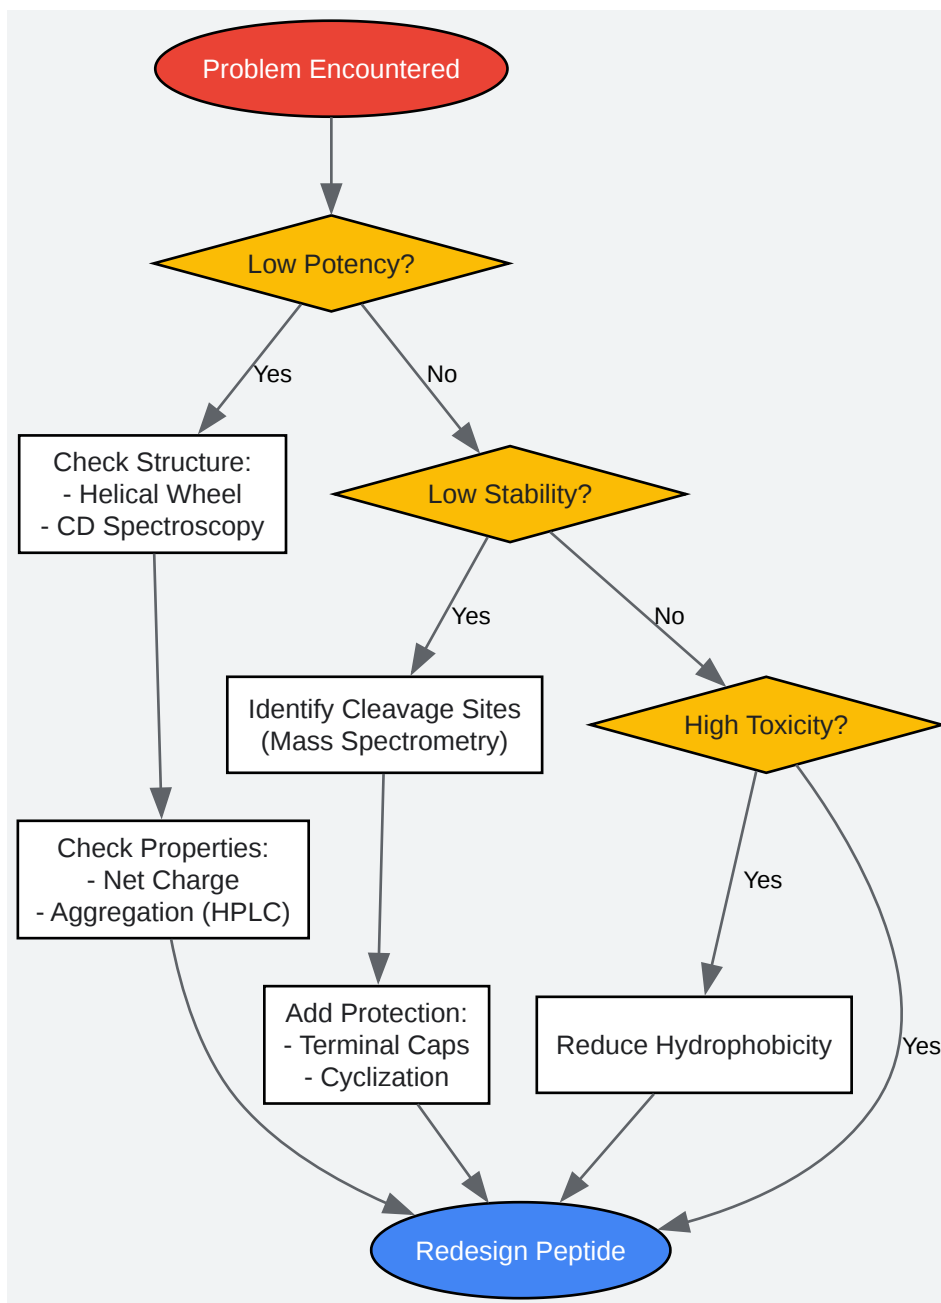 Problem Encountered
Low Potency?
Yes
No
Check Structure:
- Helical Wheel
- CD Spectroscopy
Low Stability?
Yes
No
Identify Cleavage Sites
(Mass Spectrometry)
High Toxicity?
Check Properties:
- Net Charge
- Aggregation (HPLC)
Yes
Add Protection:
- Terminal Caps
- Cyclization
Reduce Hydrophobicity
Yes
Redesign Peptide